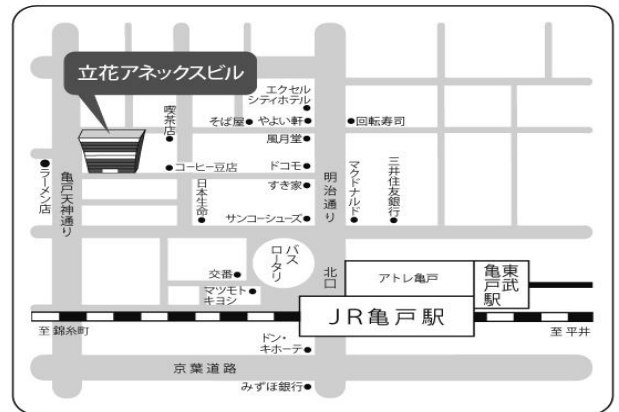 立花アネックスビル
エクセル
シティホテル
喫茶店
そば屋
やよい軒
回転寿司
風月堂
コーヒー豆店
ドコモ
ラーメン店
亀戸天神通り
日本生命
すき家
明治通り
マクドナルド
三井住友銀行
サンコーシューズ
バス
ロータリー
交番
マツモト
キヨシ
北口
アトレ亀戸
東武
亀戸駅
JR亀戸駅
至 錦糸町
至 平井
ドン・
キホーテ
京葉道路
みずほ銀行